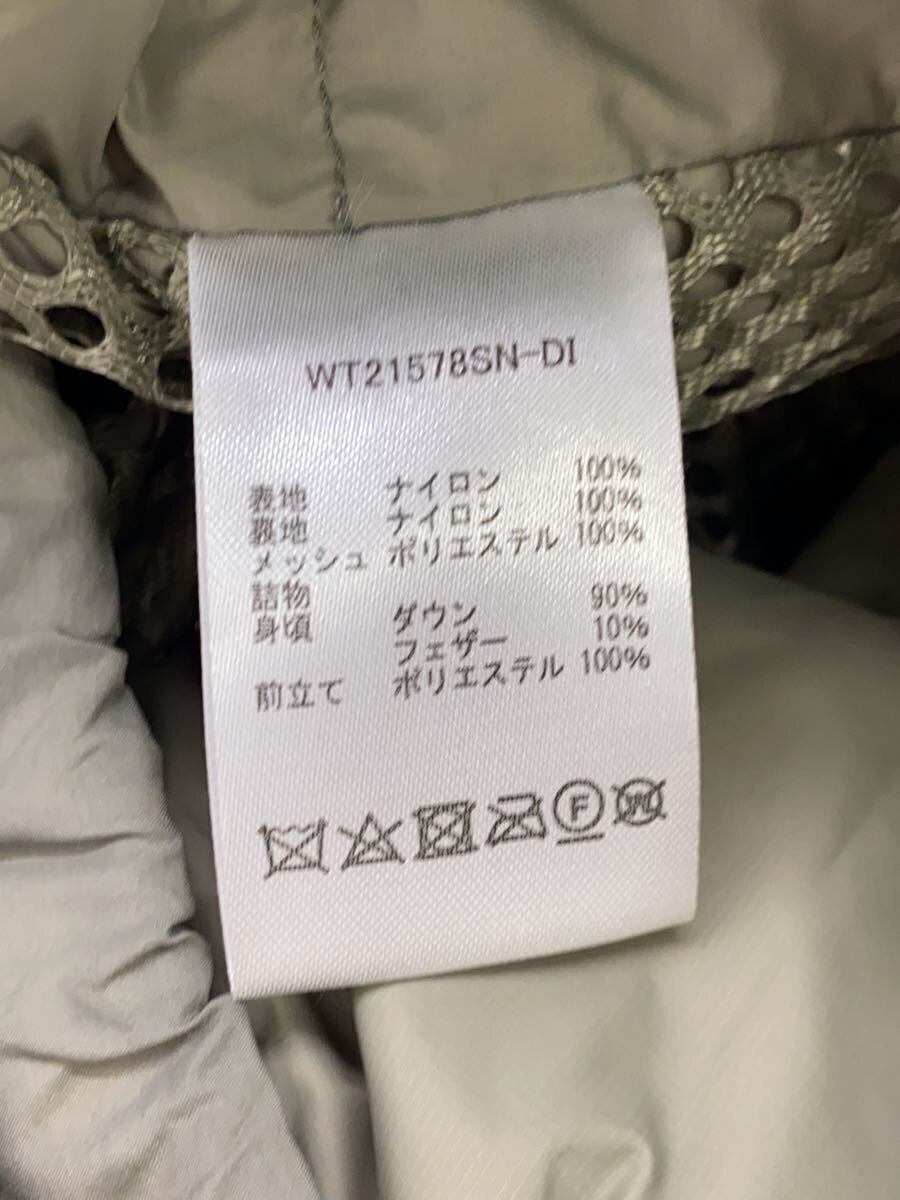 WT21578SN-DI
表地 ナイロン 100%
裏地 ナイロン 100%
メッシュ ポリエステル 100%
詰物
身頃 ダウン 90%
フェザー 10%
前立て ポリエステル 100%
F
W